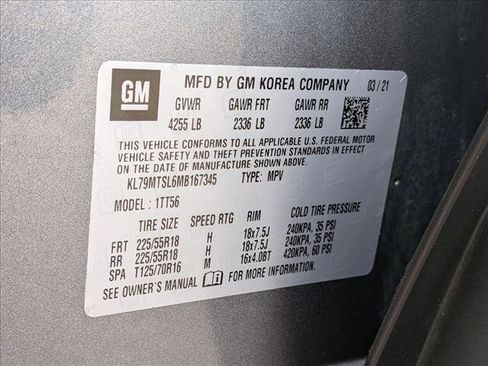 GM
MFD BY GM KOREA COMPANY 03/21
GVWR GAWR FRT GAWR RR
4255 LB 2336 LB 2336 LB
THIS VEHICLE CONFORMS TO ALL APPLICABLE U.S. FEDERAL MOTOR
VEHICLE SAFETY AND THEFT PREVENTION STANDARDS IN EFFECT
ON THE DATE OF MANUFACTURE SHOWN ABOVE.
KL79MTSL6MB167345 TYPE: MPV
MODEL: 1TT56
TIRE SIZE SPEED RTG RIM COLD TIRE PRESSURE
FRT 225/55R18 H 18x7.5J 240KPA, 35 PSI
RR 225/55R18 H 18x7.5J 240KPA, 35 PSI
SPA T125/70R16 M 16x4.0BT 420KPA, 60 PSI
SEE OWNER'S MANUAL FOR MORE INFORMATION.